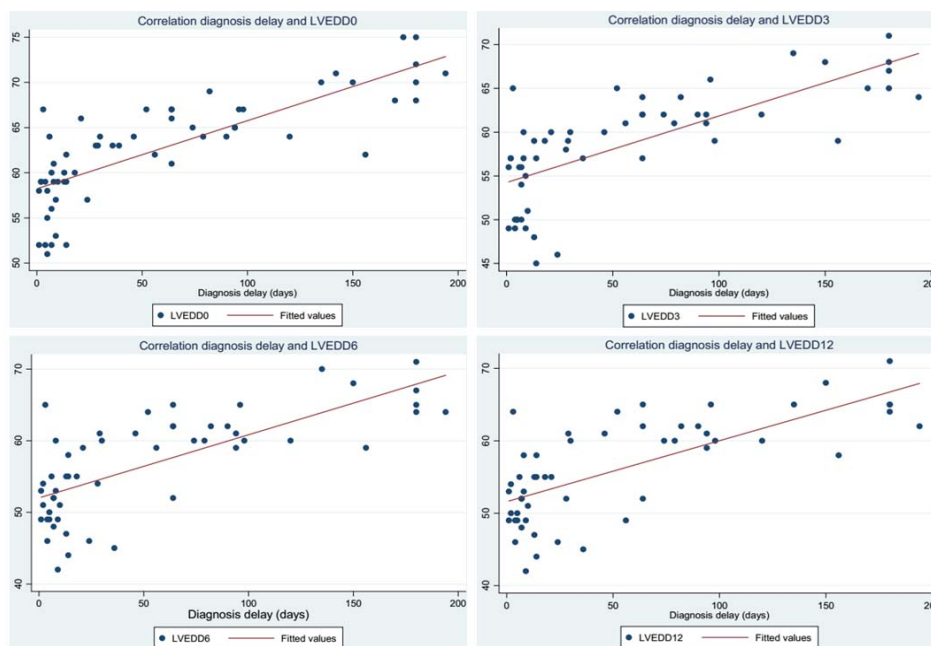 Correlation diagnosis delay and LVEDD0
75
70
65
60
55
50
0 50 100 150 200
Diagnosis delay (days)
LVEDD0 Fitted values
Correlation diagnosis delay and LVEDD3
70
65
60
55
50
45
0 50 100 150 200
Diagnosis delay (days)
LVEDD3 Fitted values
Correlation diagnosis delay and LVEDD6
70
60
50
40
0 50 100 150 200
Diagnosis delay (days)
LVEDD6 Fitted values
Correlation diagnosis delay and LVEDD12
70
60
50
40
0 50 100 150 200
Diagnosis delay (days)
LVEDD12 Fitted values